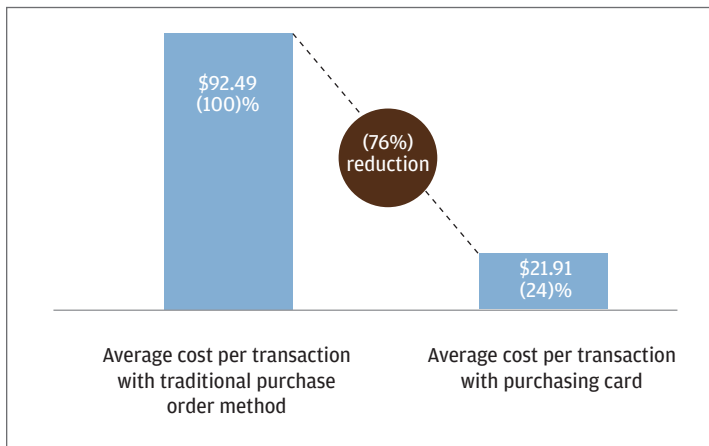 $92.49
(100)%
(76%)
reduction
$21.91
(24)%
Average cost per transaction
with traditional purchase
order method
Average cost per transaction
with purchasing card